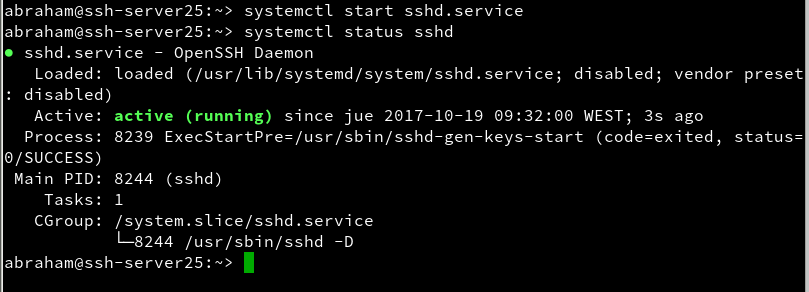 abraham@ssh-server25:~> systemctl start sshd.service
abraham@ssh-server25:~> systemctl status sshd
● sshd.service - OpenSSH Daemon
   Loaded: loaded (/usr/lib/systemd/system/sshd.service; disabled; vendor preset
: disabled)
   Active: active (running) since jue 2017-10-19 09:32:00 WEST; 3s ago
  Process: 8239 ExecStartPre=/usr/sbin/sshd-gen-keys-start (code=exited, status=
0/SUCCESS)
 Main PID: 8244 (sshd)
    Tasks: 1
   CGroup: /system.slice/sshd.service
           └─8244 /usr/sbin/sshd -D
abraham@ssh-server25:~>